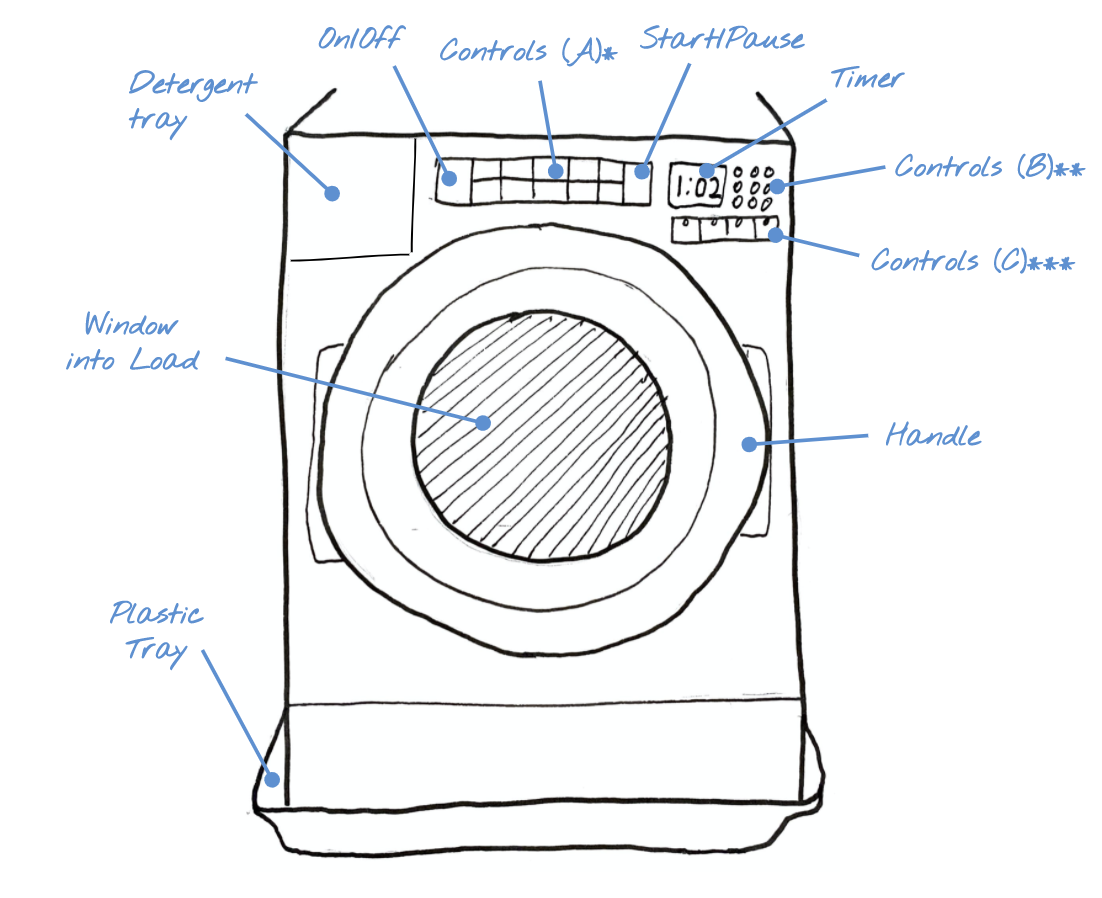 On|Off
Controls (A)*
Start|Pause
Detergent
tray
Timer
1:02
Controls (B)**
Controls (C)***
Window
into Load
Handle
Plastic
Tray